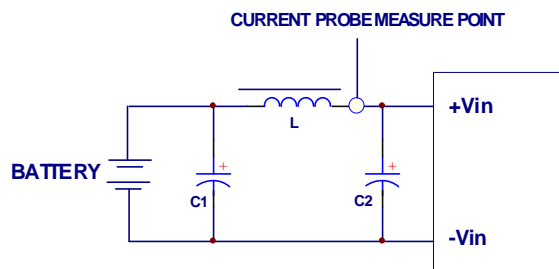 CURRENT PROBE MEASURE POINT
+Vin
L
BATTERY
+
+
C1
C2
-Vin